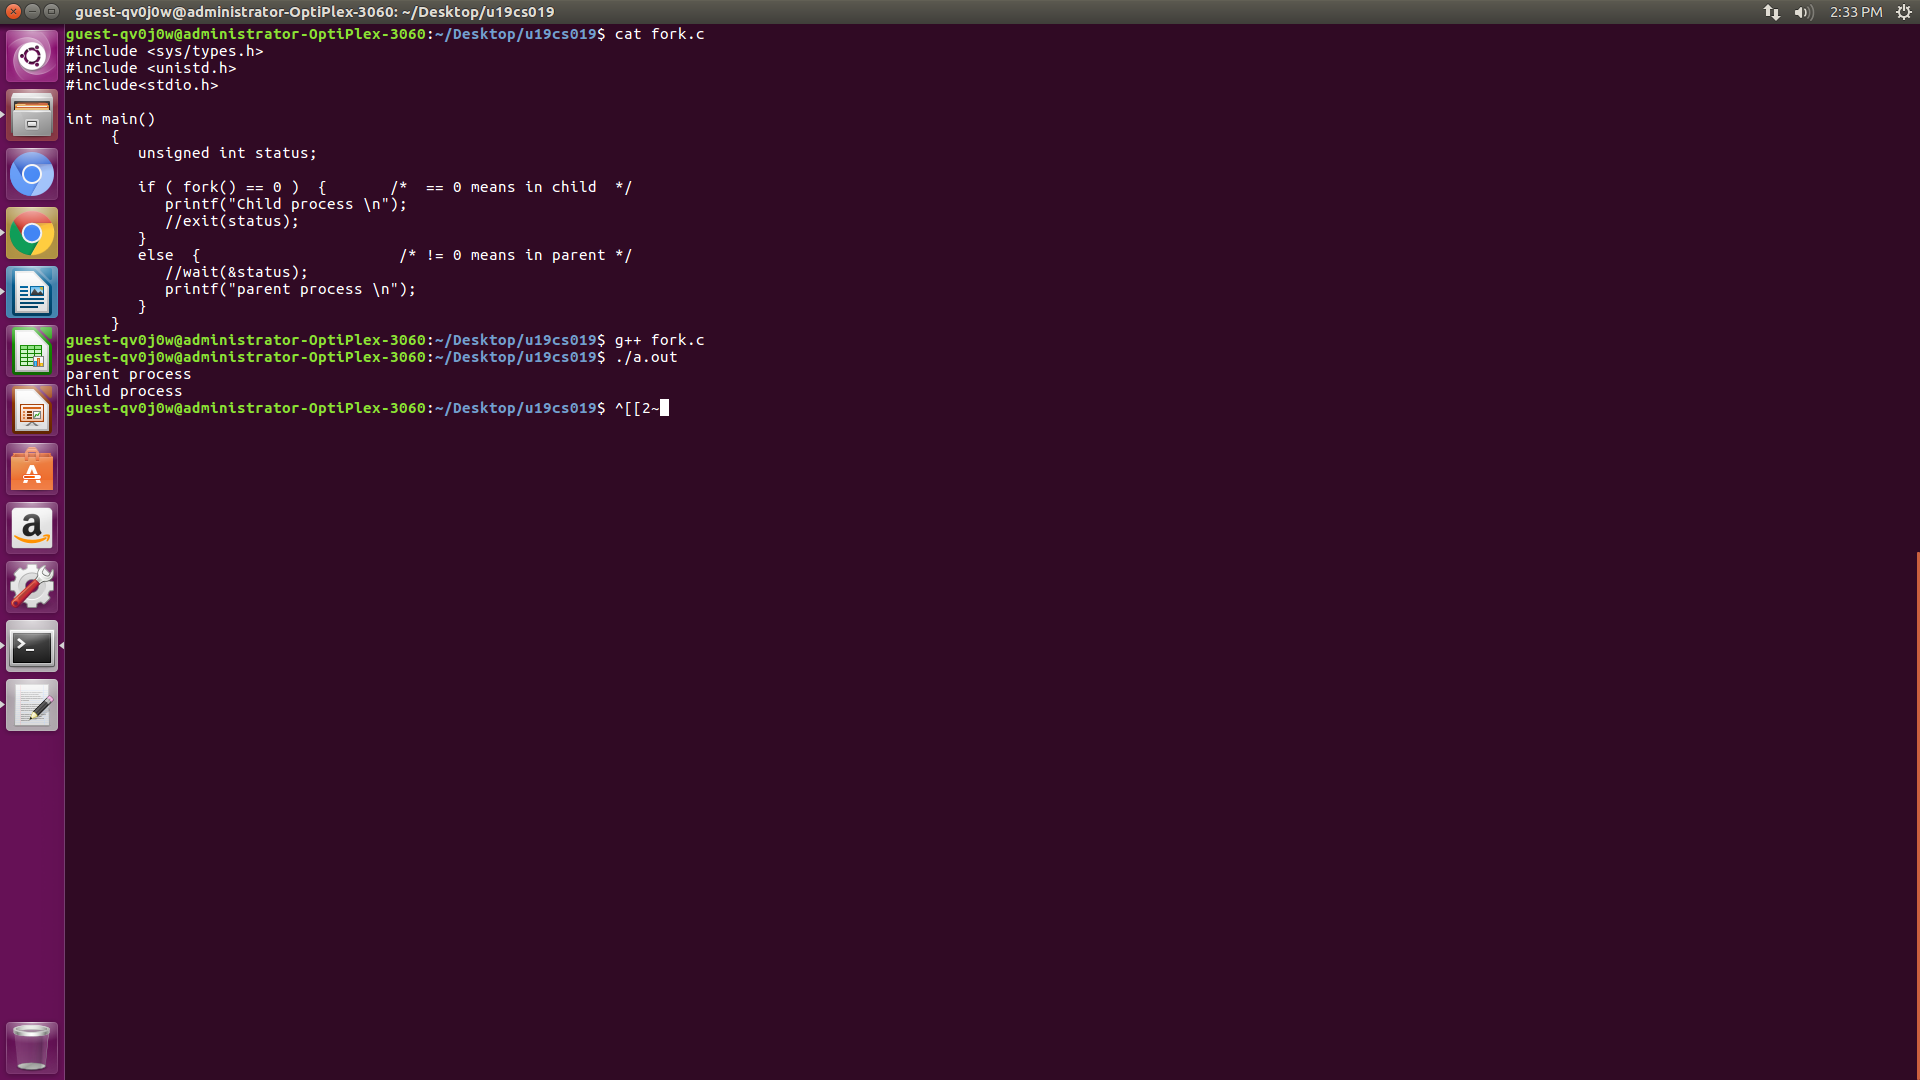 guest-qv0j0w@administrator-OptiPlex-3060: ~/Desktop/u19cs019
2:33 PM
guest-qv0j0w@administrator-OptiPlex-3060:~/Desktop/u19cs019$ cat fork.c
#include <sys/types.h>
#include <unistd.h>
#include<stdio.h>
int main()
{
unsigned int status;
if ( fork() == 0 )  {       /*  == 0 means in child  */
printf("Child process \n");
//exit(status);
}
else  {                      /* != 0 means in parent */
//wait(&status);
printf("parent process \n");
}
}
guest-qv0j0w@administrator-OptiPlex-3060:~/Desktop/u19cs019$ g++ fork.c
guest-qv0j0w@administrator-OptiPlex-3060:~/Desktop/u19cs019$ ./a.out
parent process
Child process
guest-qv0j0w@administrator-OptiPlex-3060:~/Desktop/u19cs019$ ^[[2~